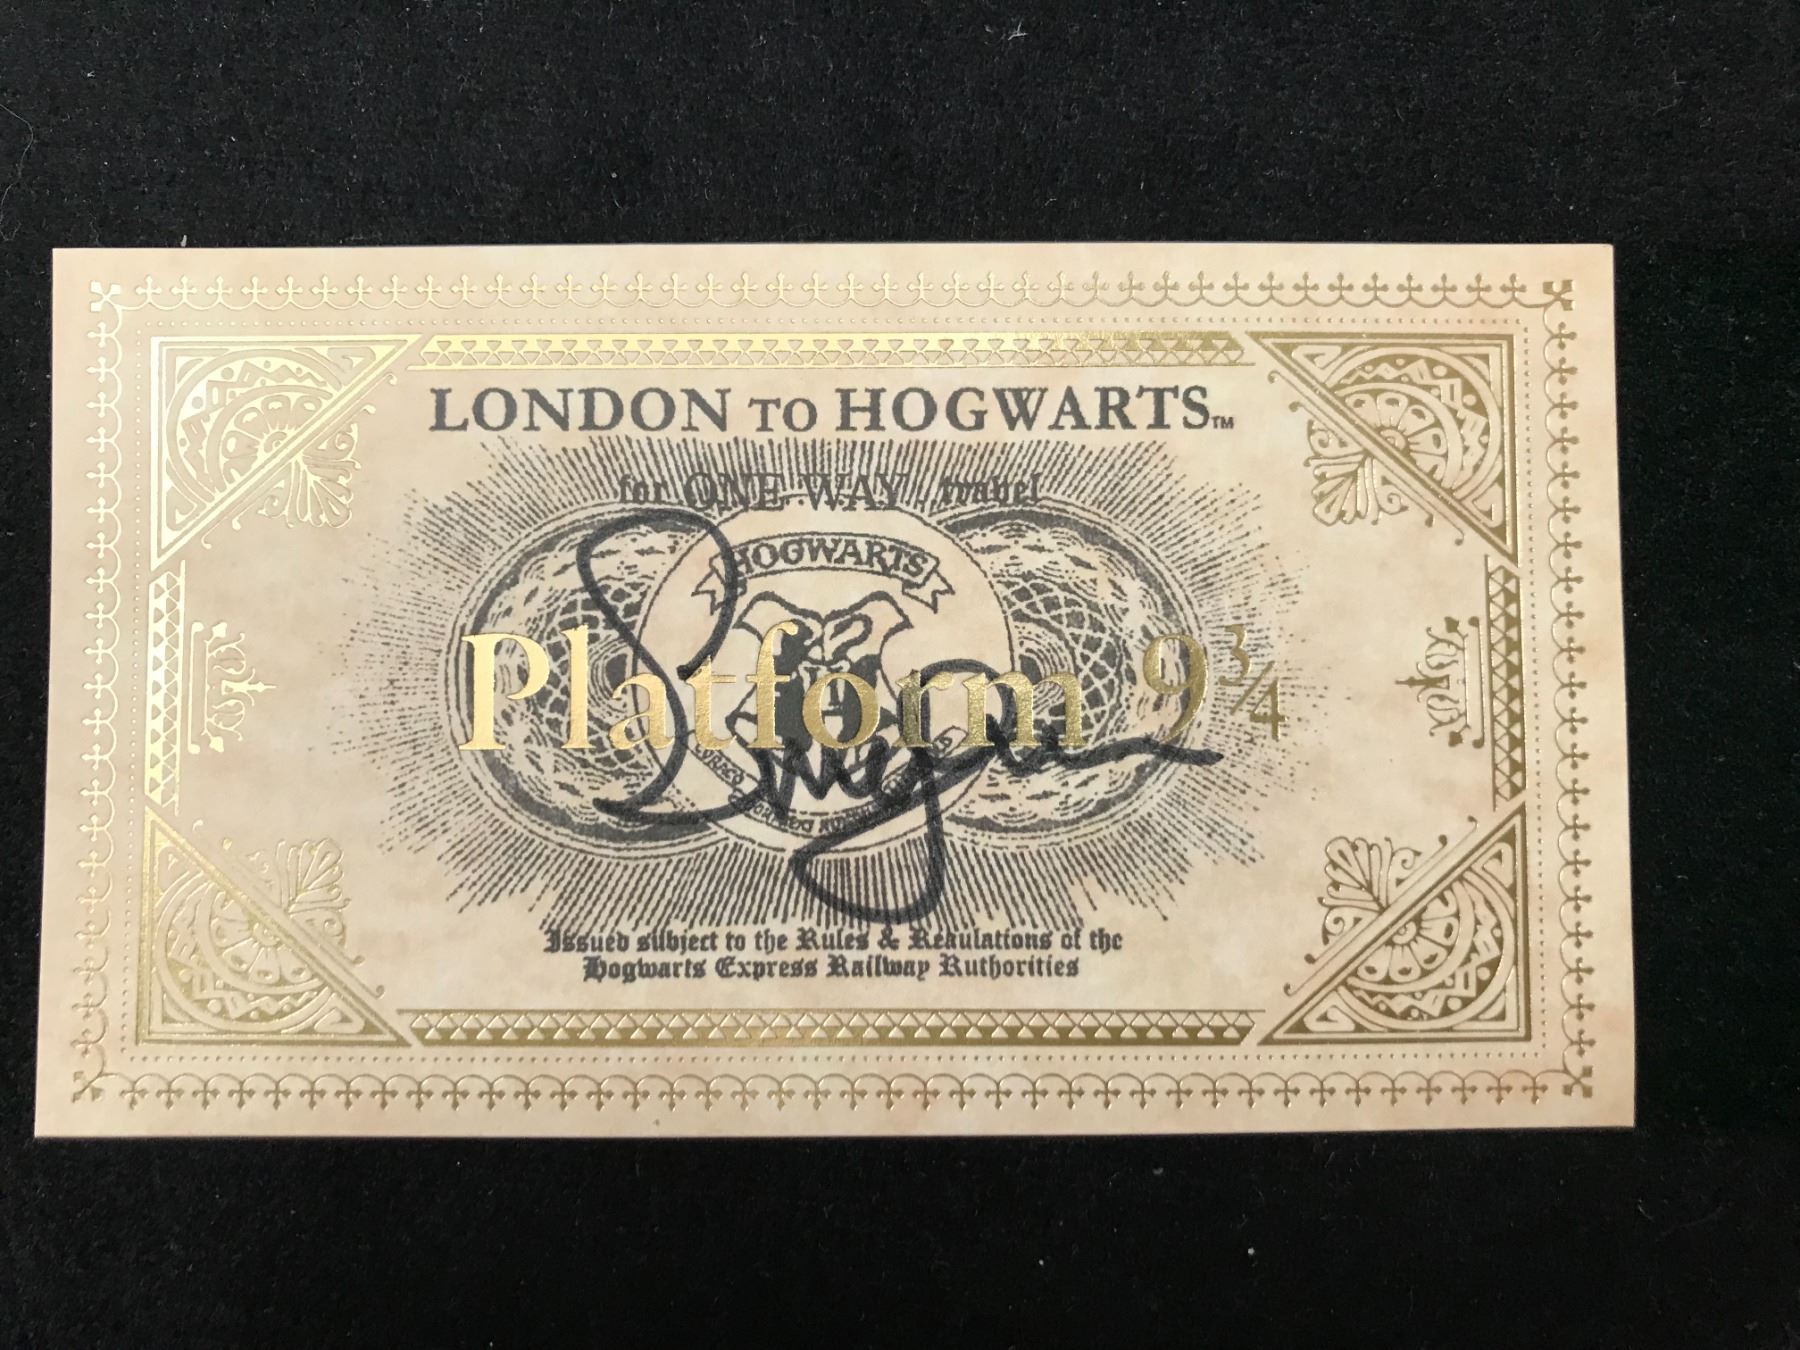 LONDON TO HOGWARTS™
for ONE WAY travel
HOGWARTS
Platform 9¾
Issued subject to the Rules & Regulations of the
Hogwarts Express Railway Authorities